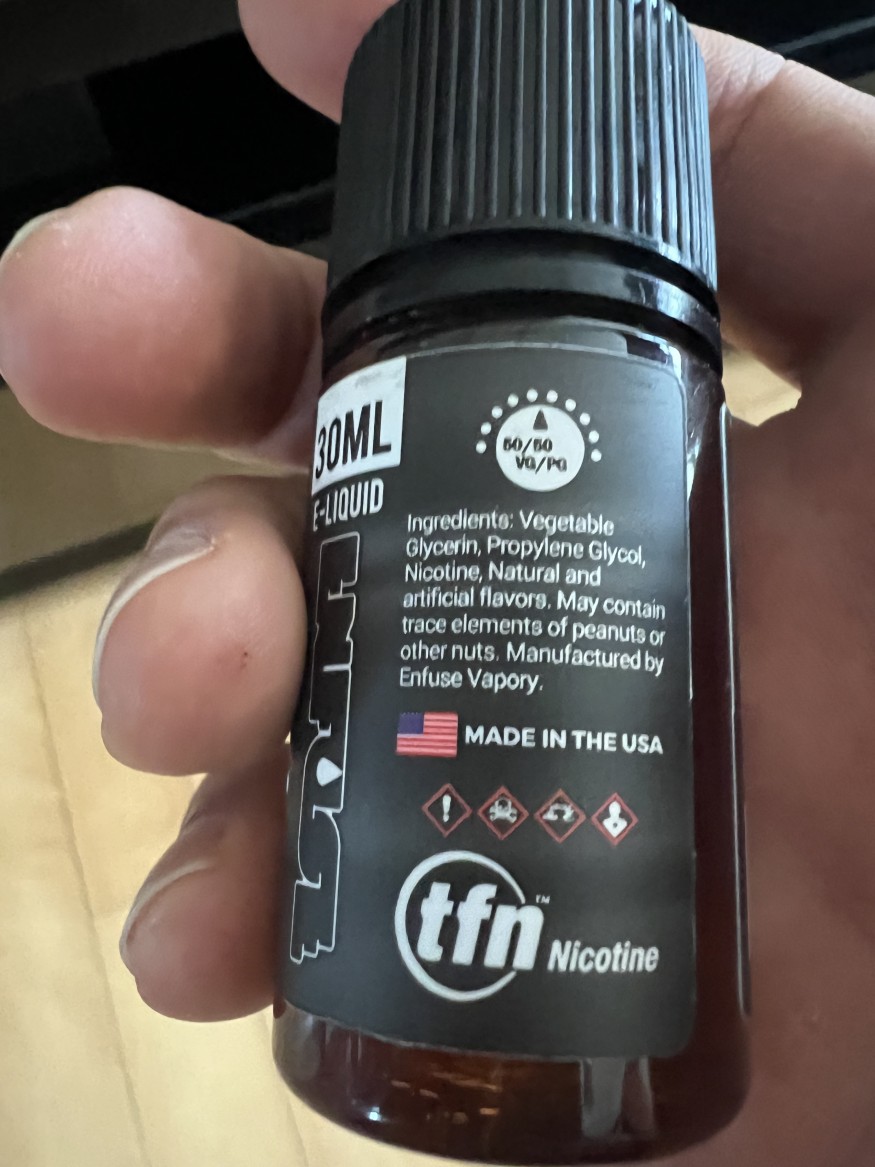 30ML
E-LIQUID
50/50
VG/PG
Ingredients: Vegetable
Glycerin, Propylene Glycol,
Nicotine, Natural and
artificial flavors. May contain
trace elements of peanuts or
other nuts. Manufactured by
Enfuse Vapory.
MADE IN THE USA
tfn™ Nicotine